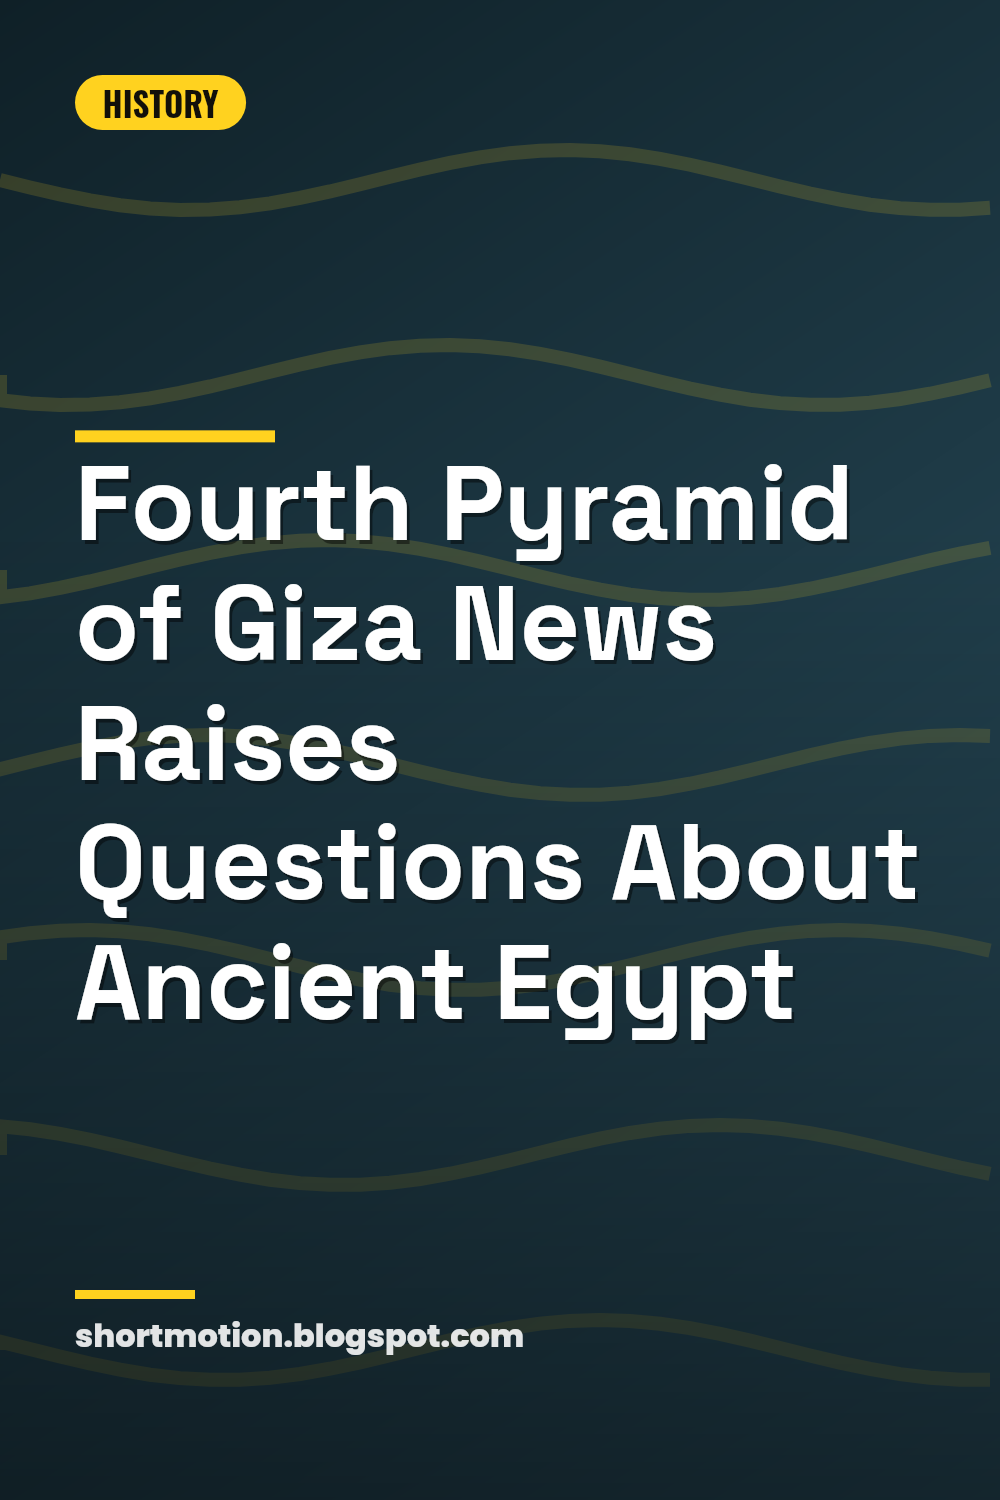 HISTORY
Fourth Pyramid
of Giza News
Raises
Questions About
Ancient Egypt
shortmotion.blogspot.com